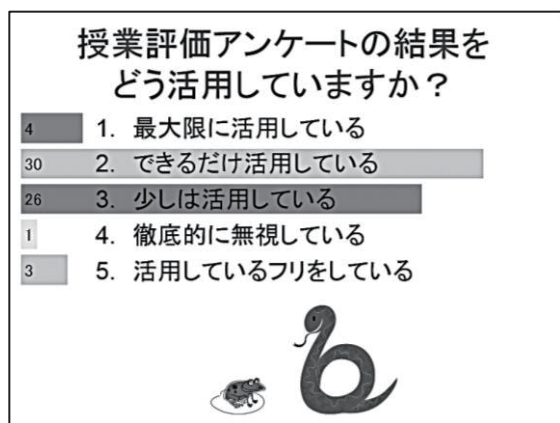 授業評価アンケートの結果を
どう活用していますか？
4 1. 最大限に活用している
30 2. できるだけ活用している
26 3. 少しは活用している
1 4. 徹底的に無視している
3 5. 活用しているフリをしている